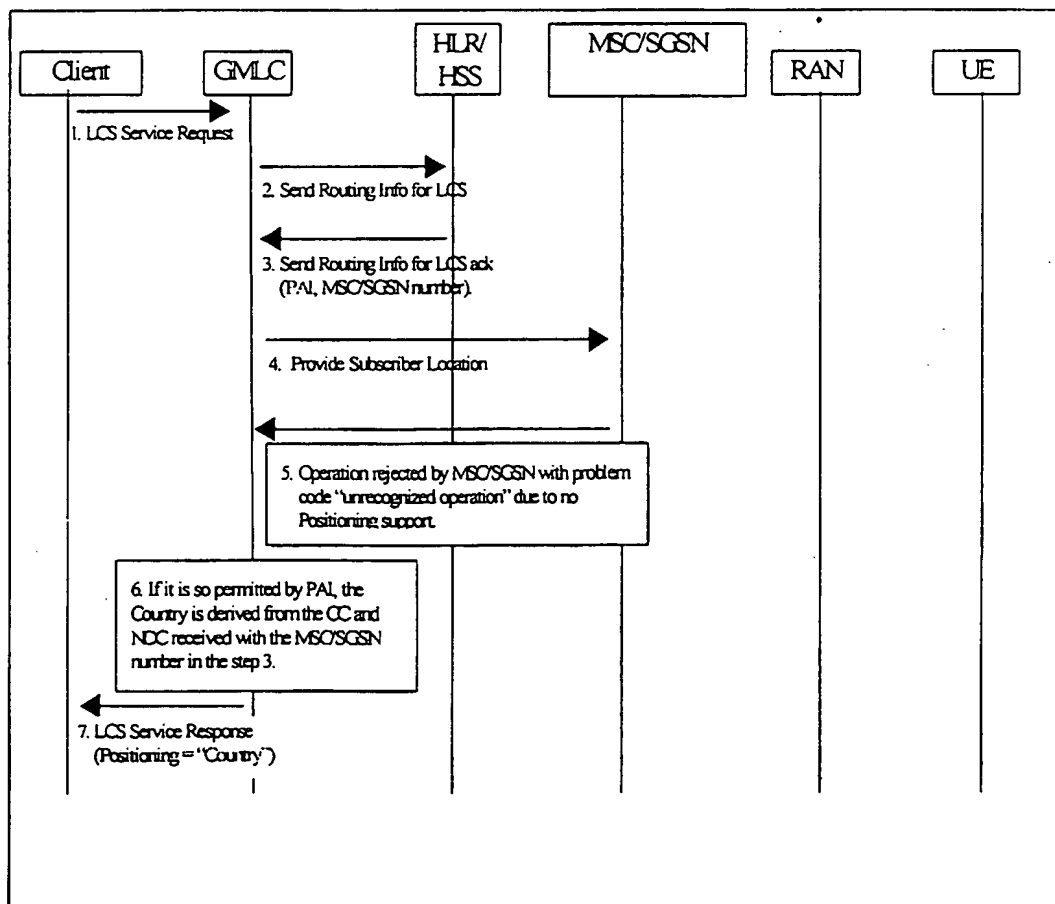 Client
GMLC
HLR/
HSS
MSC/SGSN
RAN
UE
1. LCS Service Request
2. Send Routing Info for LCS
3. Send Routing Info for LCS ack
(PAI, MSC/SGSN number).
4. Provide Subscriber Location
5. Operation rejected by MSC/SGSN with problem
code "unrecognized operation" due to no
Positioning support.
6. If it is so permitted by PAI, the
Country is derived from the CC and
NDC received with the MSC/SGSN
number in the step 3.
7. LCS Service Response
(Positioning = "Country")